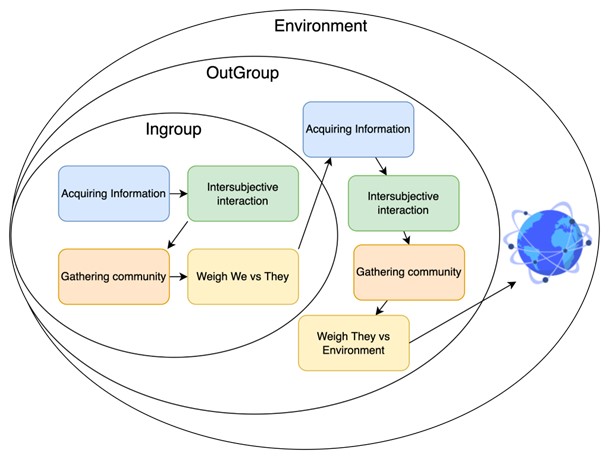 Environment
OutGroup
Ingroup
Acquiring Information
Intersubjective
interaction
Gathering community
Weigh We vs They
Acquiring Information
Intersubjective
interaction
Gathering community
Weigh They vs
Environment